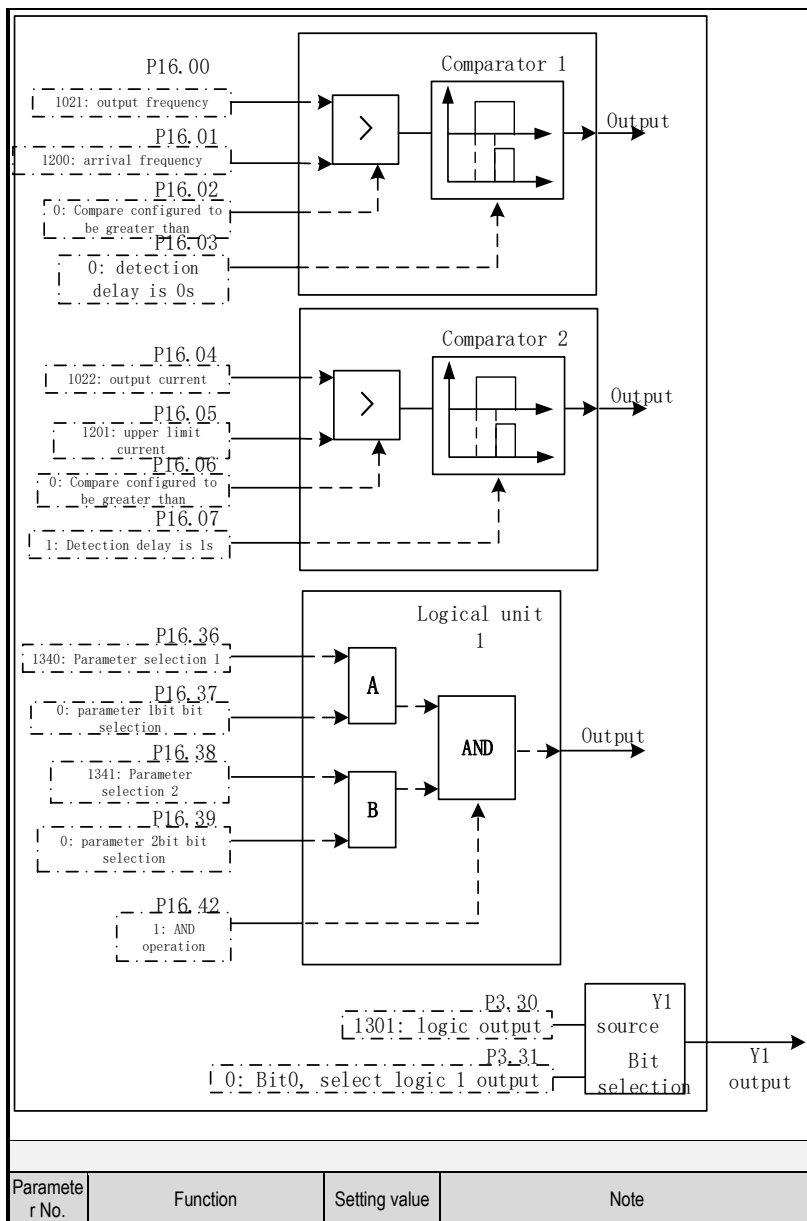 P16.00
Comparator 1
1021: output frequency
>
Output
P16.01
1200: arrival frequency
P16.02
0: Compare configured to
be greater than
P16.03
0: detection
delay is 0s
Comparator 2
P16.04
1022: output current
>
Output
P16.05
1201: upper limit
current
P16.06
0: Compare configured to
be greater than
P16.07
1: Detection delay is 1s
Logical unit
1
P16.36
1340: Parameter selection 1
A
P16.37
0: parameter 1bit bit
selection
AND
Output
P16.38
1341: Parameter
selection 2
B
P16.39
0: parameter 2bit bit
selection
P16.42
1: AND
operation
P3.30
1301: logic output
Y1
source
P3.31
0: Bit0, select logic 1 output
Bit
selection
Y1
output
Paramete
r No.
Function
Setting value
Note